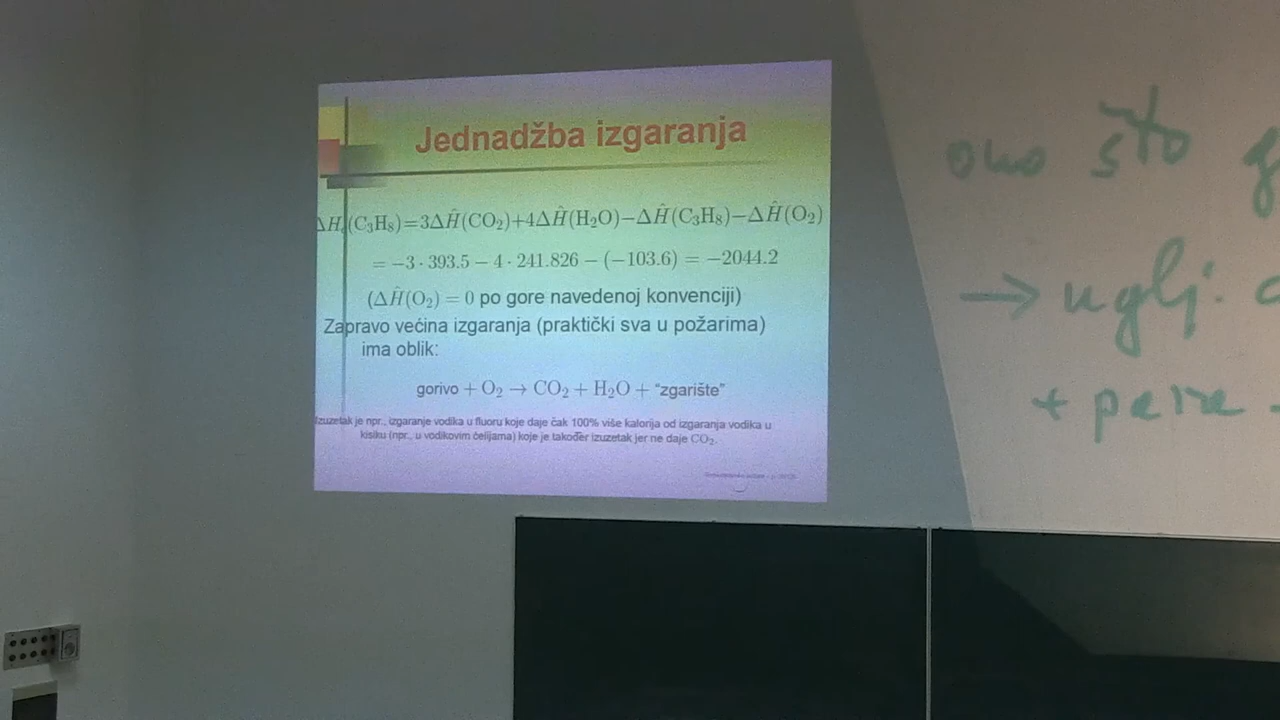 Jednadžba izgaranja
ΔH_c(C₃H₈)=3ΔĤ(CO₂)+4ΔĤ(H₂O)−ΔĤ(C₃H₈)−ΔĤ(O₂)
= −3 · 393.5 − 4 · 241.826 − (−103.6) = −2044.2
(ΔĤ(O₂) = 0 po gore navedenoj konvenciji)
Zapravo većina izgaranja (praktički sva u požarima)
ima oblik:
gorivo + O₂ → CO₂ + H₂O + “zgarište”
Izuzetak je npr., izgaranje vodika u fluoru koje daje čak 100% više kalorija od izgaranja vodika u
kisiku (npr., u vodikovim ćelijama) koje je također izuzetak jer ne daje CO₂.
ono što
→ uglj.
+ para